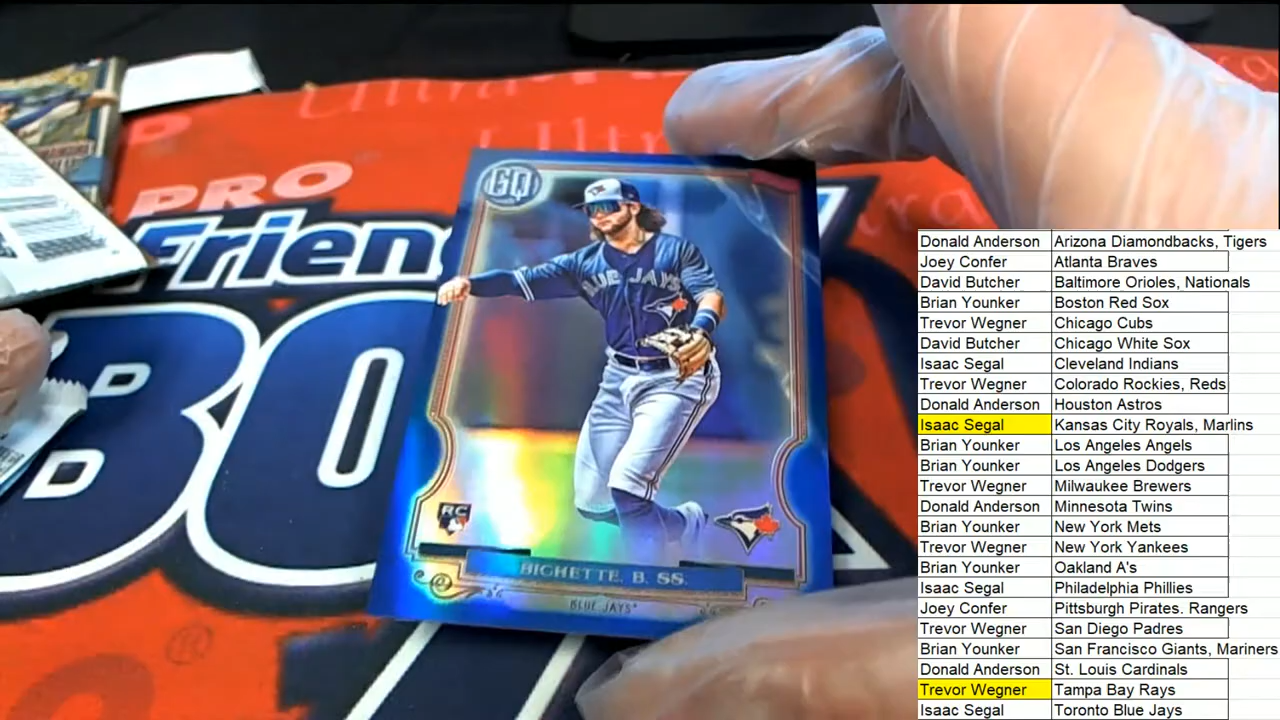 Ultra
Ultra
PRO
Frien
BO
GQ
BLUE JAYS
RC
BICHETTE, B. SS.
BLUE JAYS
Donald Anderson Arizona Diamondbacks, Tigers
Joey Confer Atlanta Braves
David Butcher Baltimore Orioles, Nationals
Brian Younker Boston Red Sox
Trevor Wegner Chicago Cubs
David Butcher Chicago White Sox
Isaac Segal Cleveland Indians
Trevor Wegner Colorado Rockies, Reds
Donald Anderson Houston Astros
Isaac Segal Kansas City Royals, Marlins
Brian Younker Los Angeles Angels
Brian Younker Los Angeles Dodgers
Trevor Wegner Milwaukee Brewers
Donald Anderson Minnesota Twins
Brian Younker New York Mets
Trevor Wegner New York Yankees
Brian Younker Oakland A's
Isaac Segal Philadelphia Phillies
Joey Confer Pittsburgh Pirates. Rangers
Trevor Wegner San Diego Padres
Brian Younker San Francisco Giants, Mariners
Donald Anderson St. Louis Cardinals
Trevor Wegner Tampa Bay Rays
Isaac Segal Toronto Blue Jays